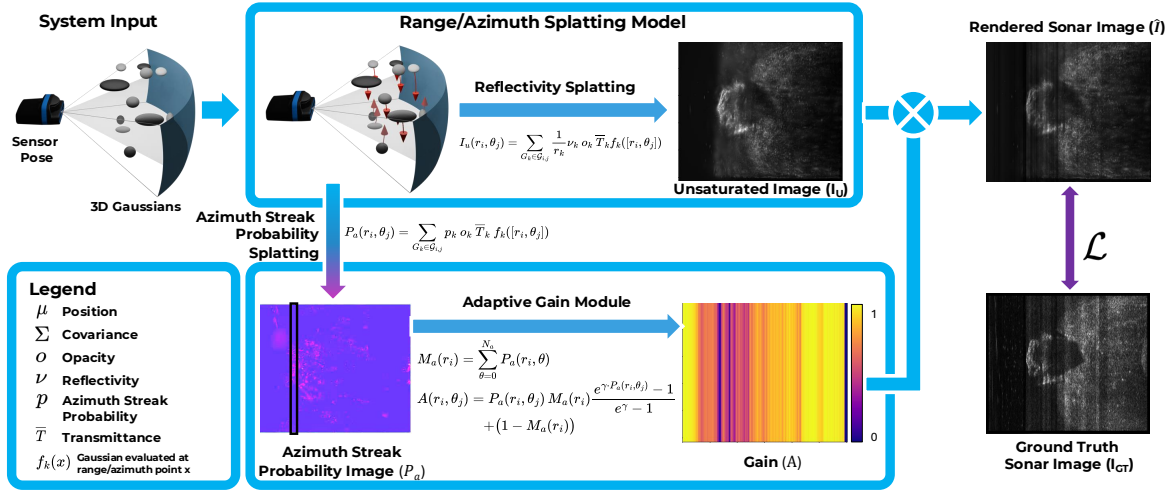 System Input
Range/Azimuth Splatting Model
Rendered Sonar Image (Î)
Sensor
Pose
3D Gaussians
Reflectivity Splatting
I_u(r_i, θ_j) = ∑_{G_k∈𝒢_{i,j}} 1/r_k ν_k o_k T̅_k f_k([r_i, θ_j])
Unsaturated Image (I_U)
Azimuth Streak
Probability
Splatting
P_a(r_i, θ_j) = ∑_{G_k∈𝒢_{i,j}} p_k o_k T̅_k f_k([r_i, θ_j])
ℒ
Legend
μ Position
Σ Covariance
o Opacity
ν Reflectivity
p Azimuth Streak
Probability
T̅ Transmittance
f_k(x) Gaussian evaluated at
range/azimuth point x
Adaptive Gain Module
M_a(r_i) = ∑_{θ=0}^{N_a} P_a(r_i, θ)
A(r_i, θ_j) = P_a(r_i, θ_j) M_a(r_i) (e^{γ·P_a(r_i,θ_j)} − 1)/(e^γ − 1)
+ (1 − M_a(r_i))
1
0
Azimuth Streak
Probability Image (P_a)
Gain (A)
Ground Truth
Sonar Image (I_GT)